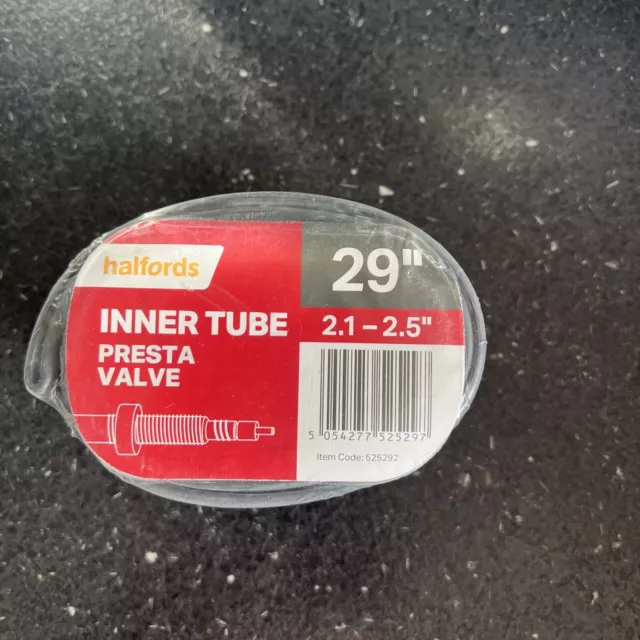 halfords
INNER TUBE
PRESTA
VALVE
29"
2.1 – 2.5"
5 054277 525297
Item Code: 525292